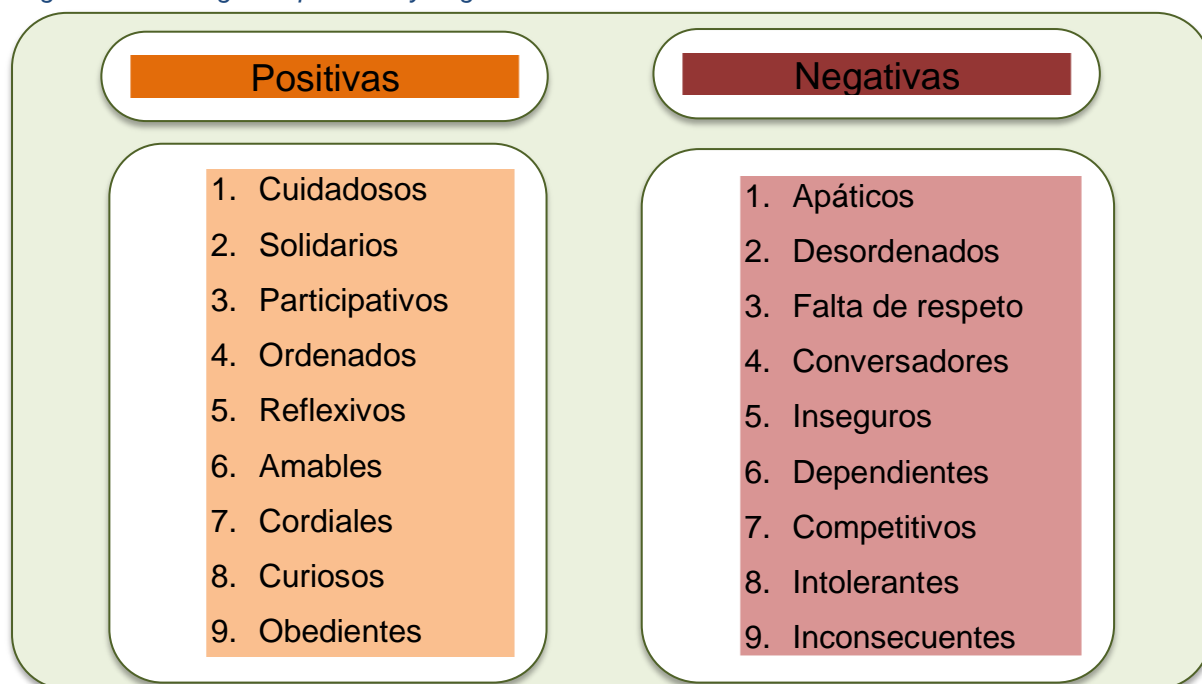 Positivas
Negativas
1. Cuidadosos
2. Solidarios
3. Participativos
4. Ordenados
5. Reflexivos
6. Amables
7. Cordiales
8. Curiosos
9. Obedientes
1. Apáticos
2. Desordenados
3. Falta de respeto
4. Conversadores
5. Inseguros
6. Dependientes
7. Competitivos
8. Intolerantes
9. Inconsecuentes